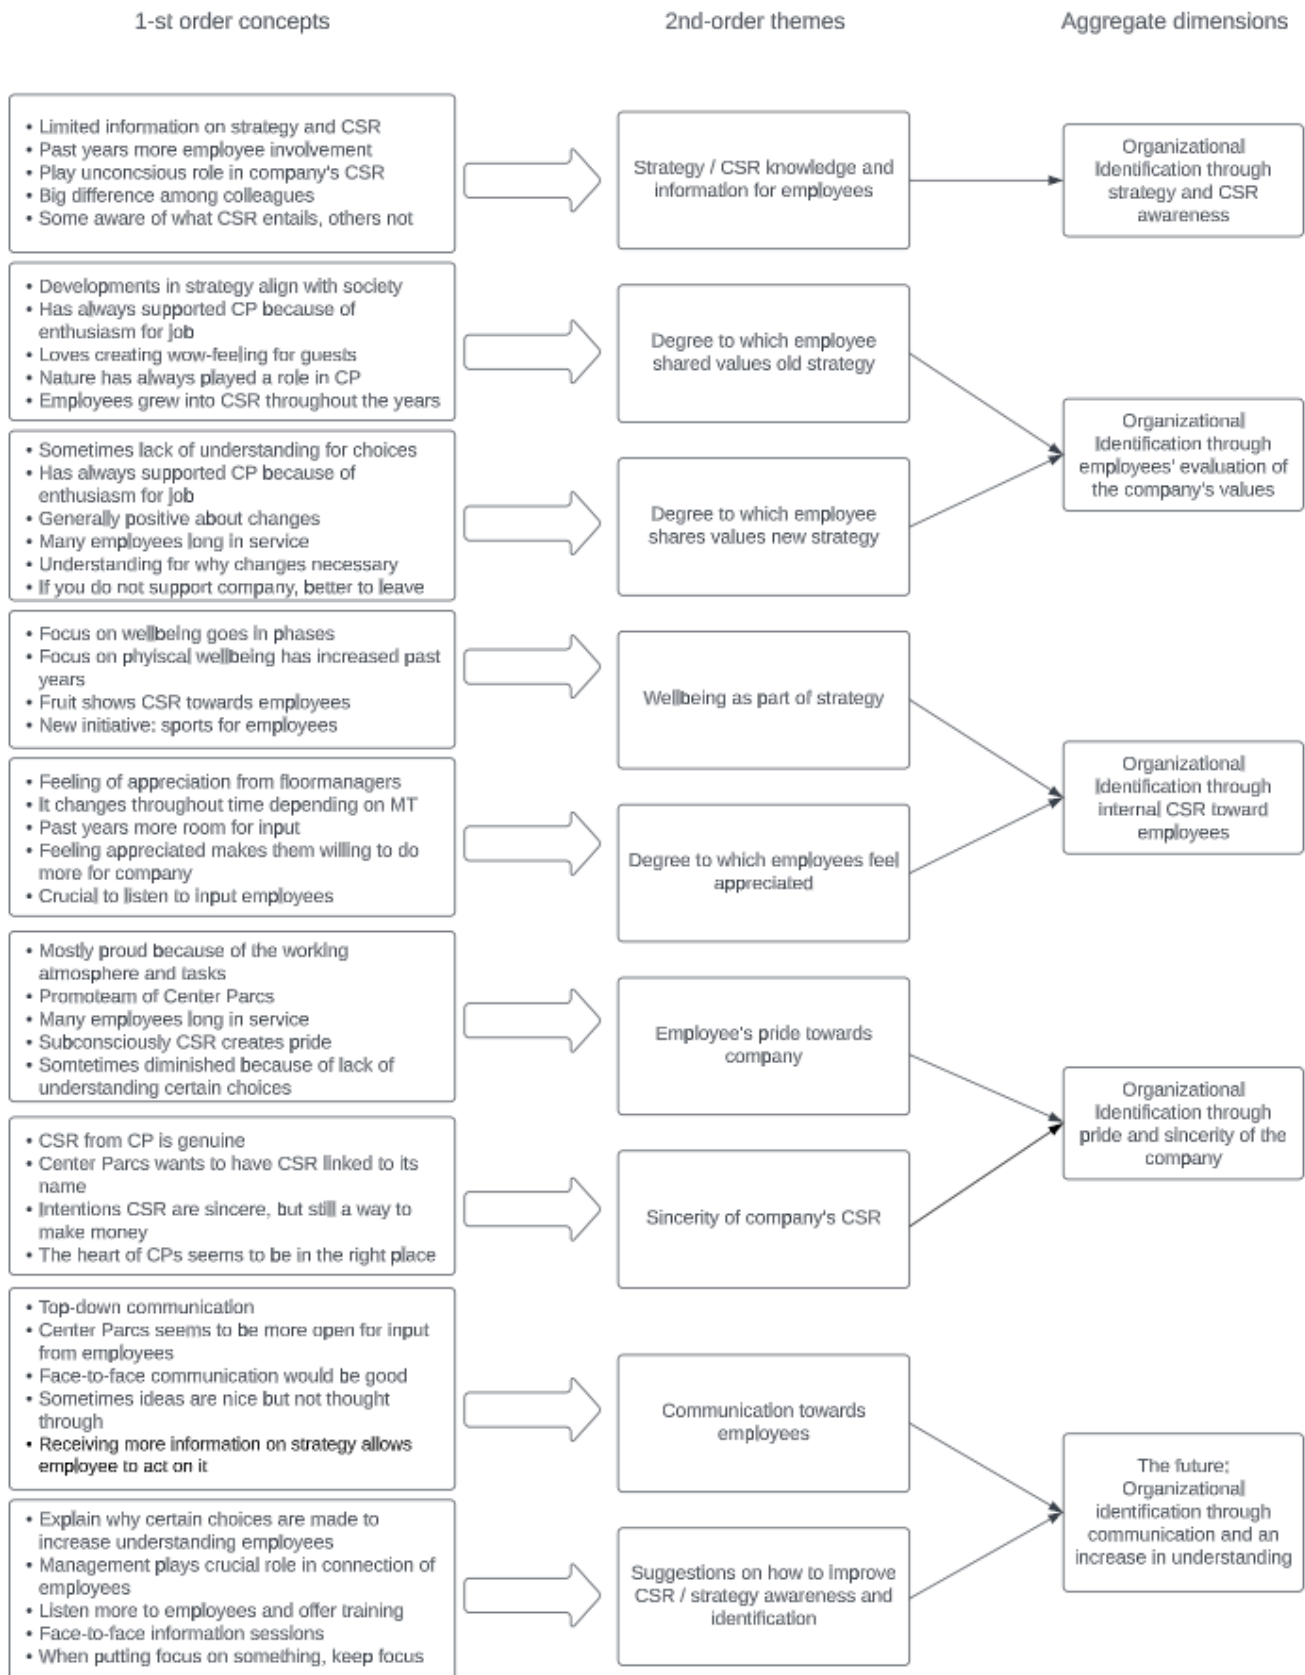 1-st order concepts
2nd-order themes
Aggregate dimensions
• Limited information on strategy and CSR
• Past years more employee involvement
• Play unconcsious role in company's CSR
• Big difference among colleagues
• Some aware of what CSR entails, others not
Strategy / CSR knowledge and
information for employees
Organizational
Identification through
strategy and CSR
awareness
• Developments in strategy align with society
• Has always supported CP because of
enthusiasm for job
• Loves creating wow-feeling for guests
• Nature has always played a role in CP
• Employees grew into CSR throughout the years
Degree to which employee
shared values old strategy
• Sometimes lack of understanding for choices
• Has always supported CP because of
enthusiasm for job
• Generally positive about changes
• Many employees long in service
• Understanding for why changes necessary
• If you do not support company, better to leave
Degree to which employee
shares values new strategy
Organizational
Identification through
employees' evaluation of
the company's values
• Focus on wellbeing goes in phases
• Focus on phyiscal wellbeing has increased past
years
• Fruit shows CSR towards employees
• New initiative: sports for employees
Wellbeing as part of strategy
• Feeling of appreciation from floormanagers
• It changes throughout time depending on MT
• Past years more room for input
• Feeling appreciated makes them willing to do
more for company
• Crucial to listen to input employees
Degree to which employees feel
appreciated
Organizational
Identification through
internal CSR toward
employees
• Mostly proud because of the working
atmosphere and tasks
• Promoteam of Center Parcs
• Many employees long in service
• Subconsciously CSR creates pride
• Somtetimes diminished because of lack of
understanding certain choices
Employee's pride towards
company
• CSR from CP is genuine
• Center Parcs wants to have CSR linked to its
name
• Intentions CSR are sincere, but still a way to
make money
• The heart of CPs seems to be in the right place
Sincerity of company's CSR
Organizational
Identification through
pride and sincerity of the
company
• Top-down communication
• Center Parcs seems to be more open for input
from employees
• Face-to-face communication would be good
• Sometimes ideas are nice but not thought
through
• Receiving more information on strategy allows
employee to act on it
Communication towards
employees
• Explain why certain choices are made to
increase understanding employees
• Management plays crucial role in connection of
employees
• Listen more to employees and offer training
• Face-to-face information sessions
• When putting focus on something, keep focus
Suggestions on how to improve
CSR / strategy awareness and
identification
The future:
Organizational
identification through
communication and an
increase in understanding